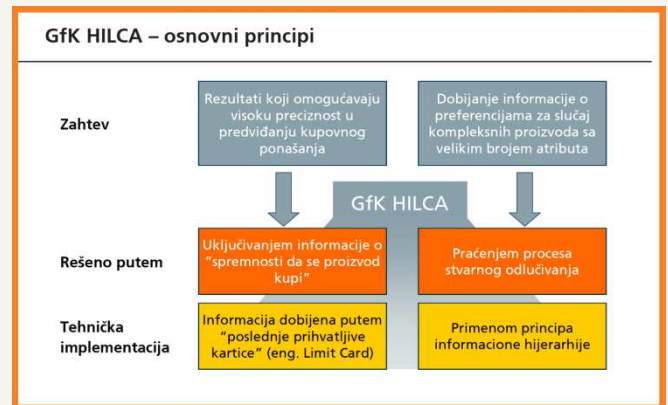 GfK HILCA – osnovni principi
Zahtev
Rezultati koji omogućavaju
visoku preciznost u
predviđanju kupovnog
ponašanja
Dobijanje informacije o
preferencijama za slučaj
kompleksnih proizvoda sa
velikim brojem atributa
GfK HILCA
Rešeno putem
Uključivanjem informacije o
“spremnosti da se proizvod
kupi”
Praćenjem procesa
stvarnog odlučivanja
Tehnička
implementacija
Informacija dobijena putem
“poslednje prihvatljive
kartice” (eng. Limit Card)
Primenom principa
informacione hijerarhije